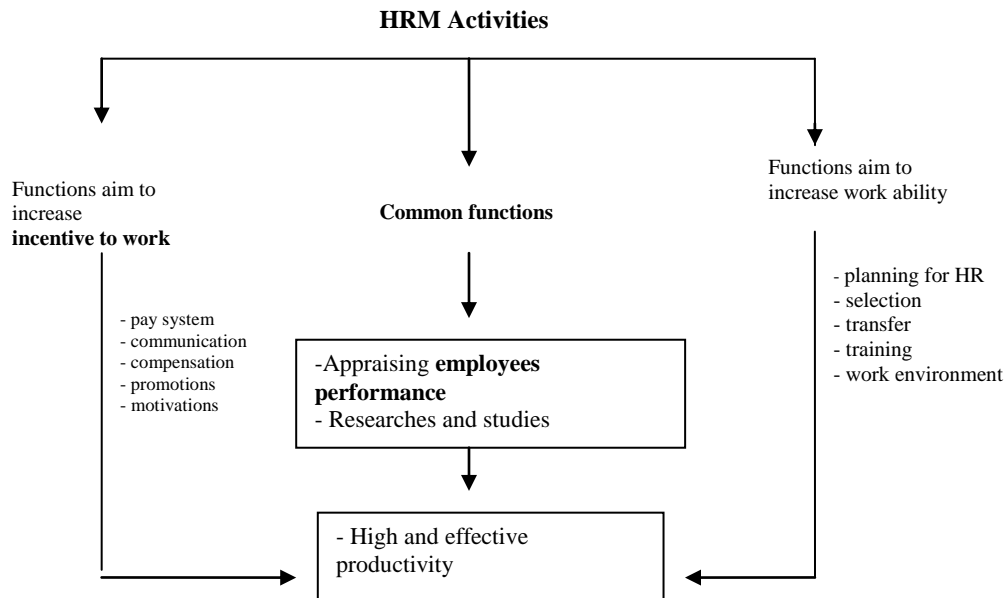 HRM Activities
Functions aim to
increase
incentive to work
Common functions
Functions aim to
increase work ability
- pay system
- communication
- compensation
- promotions
- motivations
-Appraising employees
performance
- Researches and studies
- planning for HR
- selection
- transfer
- training
- work environment
- High and effective
productivity